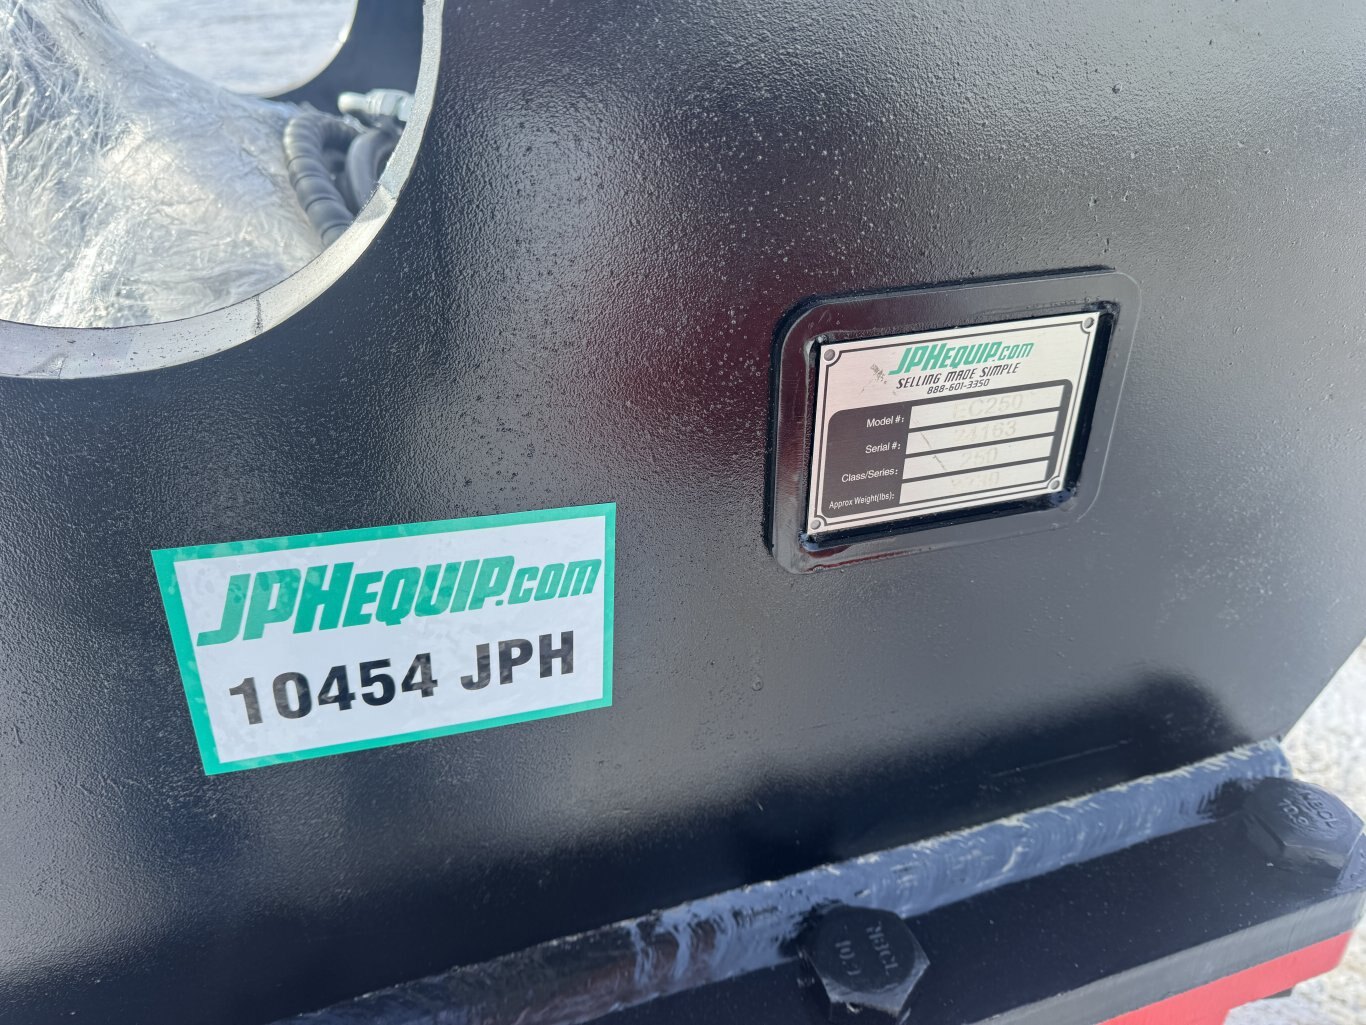 JPHEQUIP.COM
SELLING MADE SIMPLE
888-601-3350
Model #: EC250
Serial #: 24163
Class/Series: 250
Approx Weight(lbs):
JPHEQUIP.COM
10454 JPH